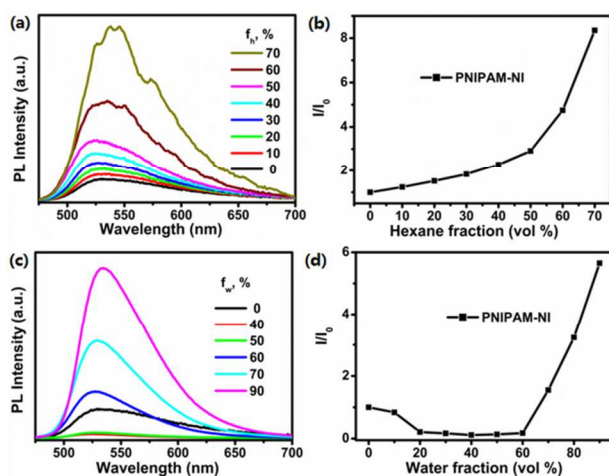 (a)
f_h, %
70
60
50
40
30
20
10
0
PL Intensity (a.u.)
500 550 600 650 700
Wavelength (nm)
(b)
PNIPAM-NI
I/I_0
8
6
4
2
0
0 10 20 30 40 50 60 70
Hexane fraction (vol %)
(c)
f_w, %
0
40
50
60
70
90
PL Intensity (a.u.)
500 550 600 650 700
Wavelength (nm)
(d)
PNIPAM-NI
I/I_0
6
4
2
0
0 20 40 60 80
Water fraction (vol %)